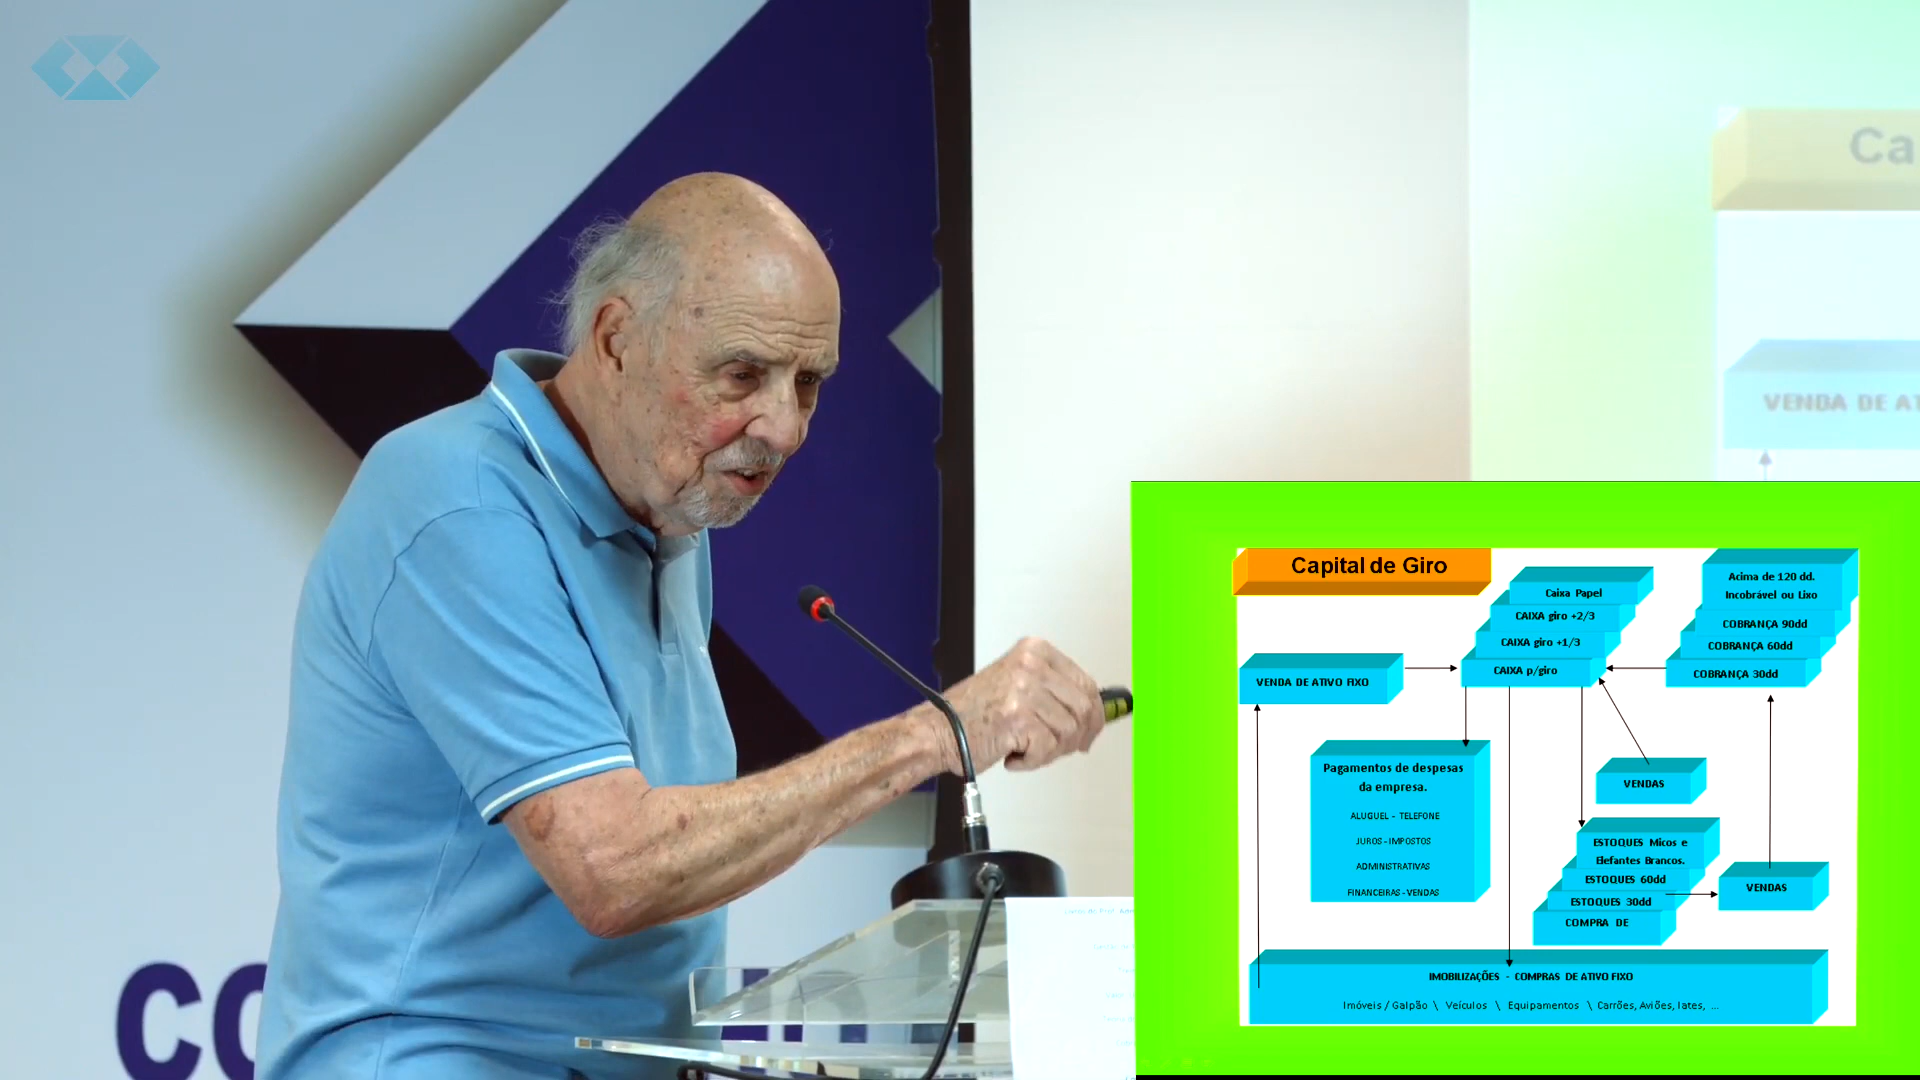 Ca
VENDA DE AT
Capital de Giro
Caixa Papel
CAIXA giro +2/3
CAIXA giro +1/3
CAIXA p/giro
Acima de 120 dd.
Incobrável ou Lixo
COBRANÇA 90dd
COBRANÇA 60dd
COBRANÇA 30dd
VENDA DE ATIVO FIXO
Pagamentos de despesas
da empresa.
ALUGUEL - TELEFONE
JUROS - IMPOSTOS
ADMINISTRATIVAS
FINANCEIRAS - VENDAS
VENDAS
ESTOQUES Micos e
Elefantes Brancos.
ESTOQUES 60dd
ESTOQUES 30dd
COMPRA DE
VENDAS
IMOBILIZAÇÕES - COMPRAS DE ATIVO FIXO
Imóveis / Galpão \ Veículos \ Equipamentos \ Carrões, Aviões, Iates, ...
CO